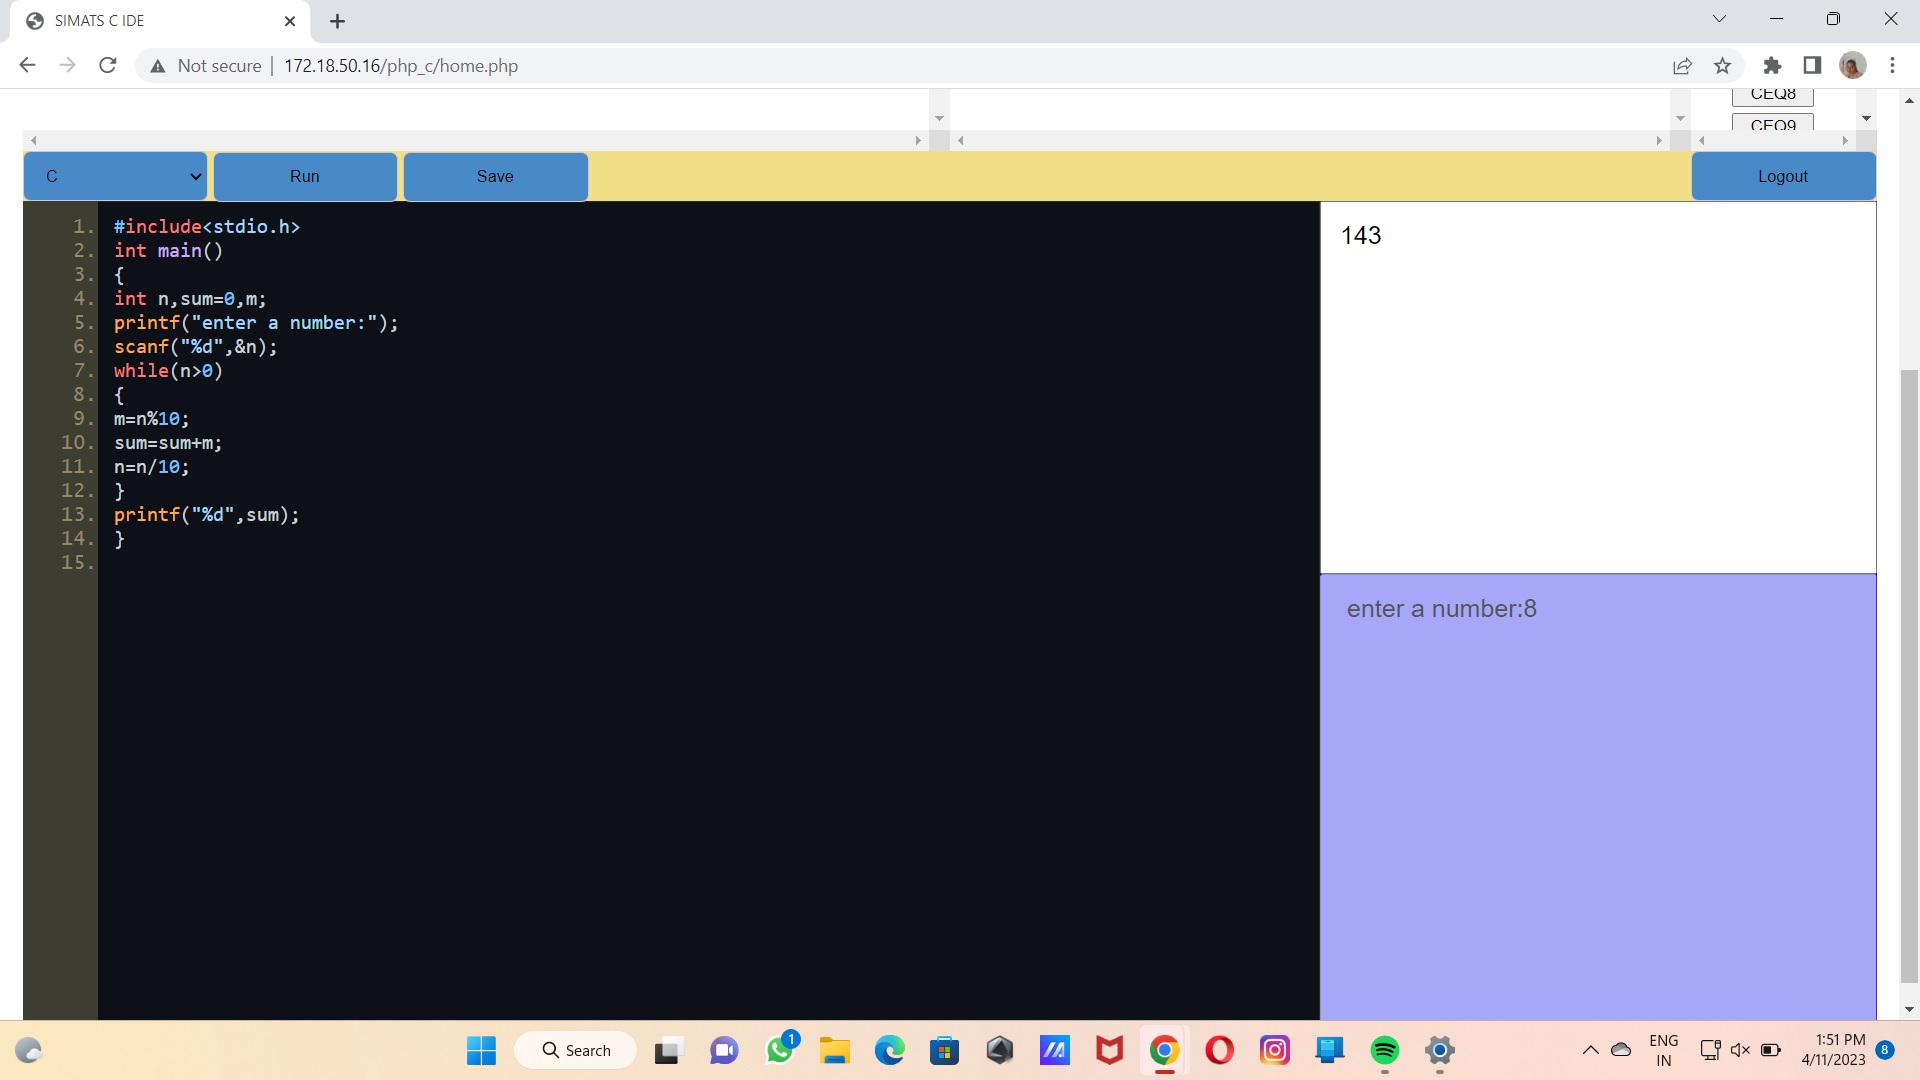 SIMATS C IDE
Not secure | 172.18.50.16/php_c/home.php
CEQ8
CEQ9
C
Run
Save
Logout
1. #include<stdio.h>
2. int main()
3. {
4. int n,sum=0,m;
5. printf("enter a number:");
6. scanf("%d",&n);
7. while(n>0)
8. {
9. m=n%10;
10. sum=sum+m;
11. n=n/10;
12. }
13. printf("%d",sum);
14. }
15.
143
enter a number:8
Search
1
ENG
IN
1:51 PM
4/11/2023
8